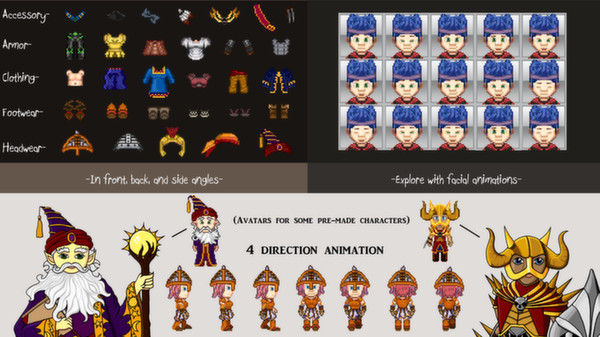 Accessory-
Armor-
Clothing-
Footwear-
Headwear-
-In front, back, and side angles-
-Explore with facial animations-
(Avatars for some pre-made characters)
4 direction animation